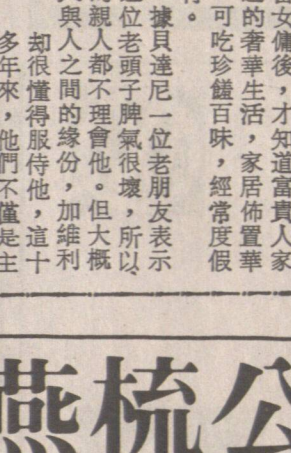 女傭後，才知道富貴人家
奢華生活，家居佈置華
可吃珍饈百味，經常度假
。
據貝達尼一位老朋友表示
位老頭子脾氣很壞，所以
親人都不理會他。但大概
與人之間的緣份，加維利
却很懂得服侍他，這十
多年來，他們不僅是主
公梳燕